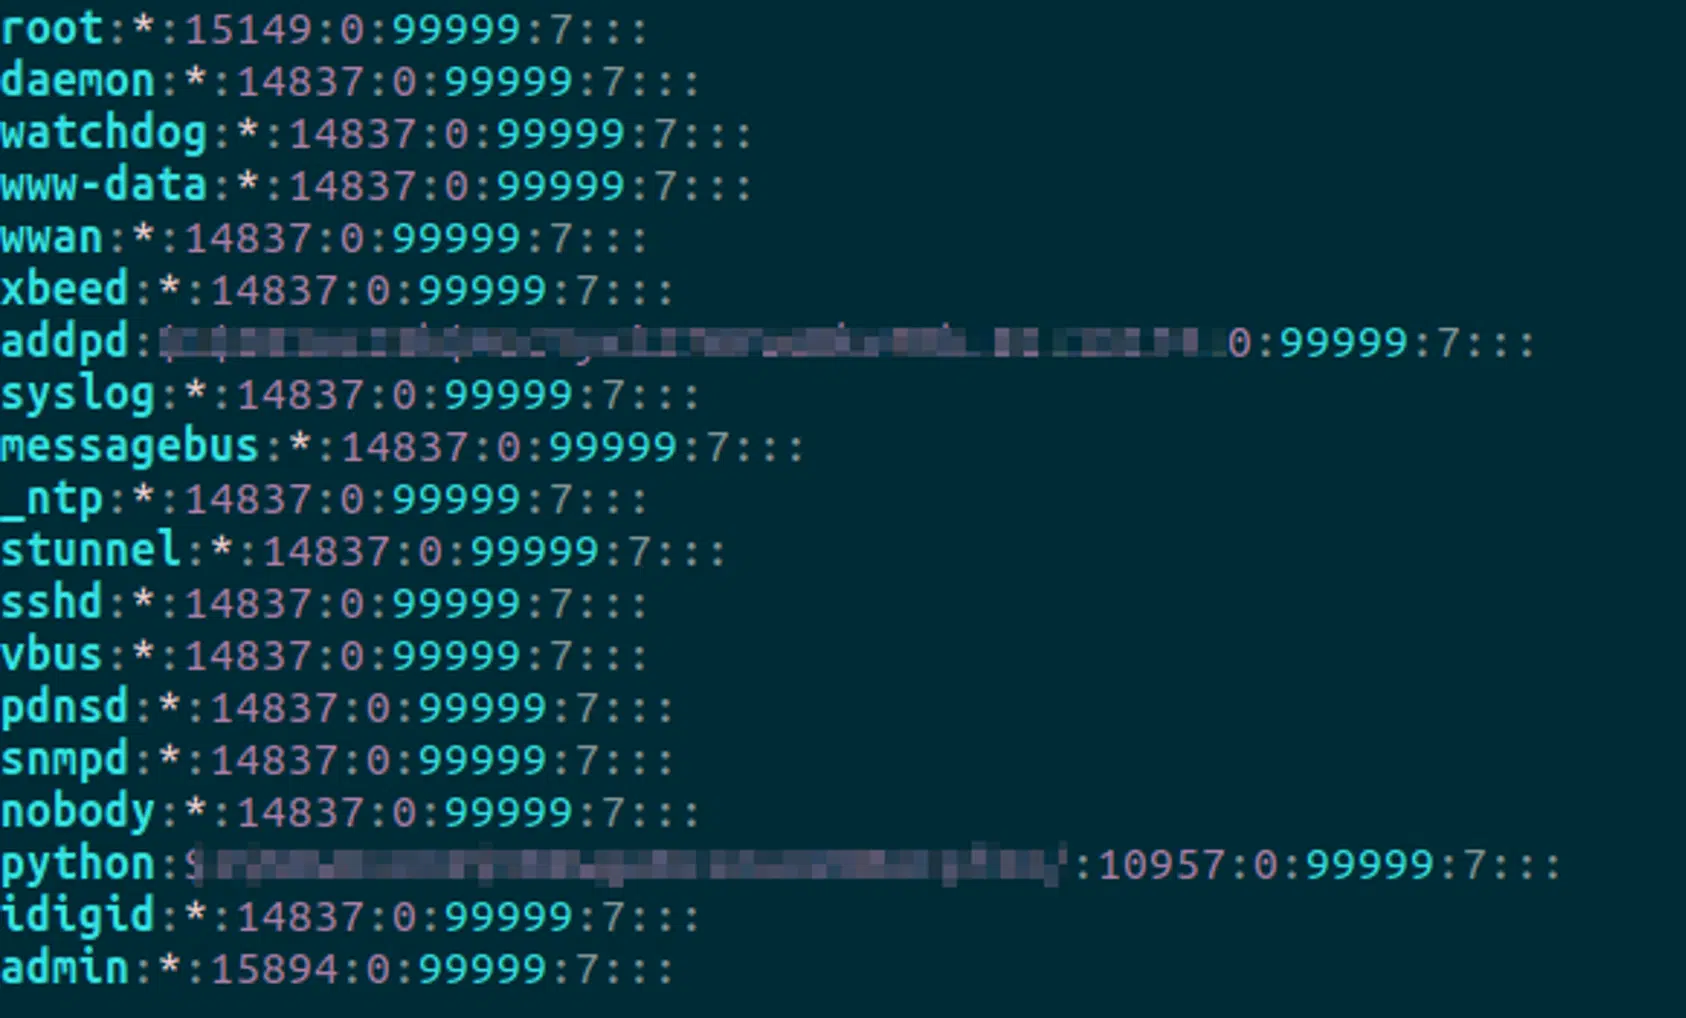 root:*:15149:0:99999:7:::
daemon:*:14837:0:99999:7:::
watchdog:*:14837:0:99999:7:::
www-data:*:14837:0:99999:7:::
wwan:*:14837:0:99999:7:::
xbeed:*:14837:0:99999:7:::
addpd: 0:99999:7:::
syslog:*:14837:0:99999:7:::
messagebus:*:14837:0:99999:7:::
_ntp:*:14837:0:99999:7:::
stunnel:*:14837:0:99999:7:::
sshd:*:14837:0:99999:7:::
vbus:*:14837:0:99999:7:::
pdnsd:*:14837:0:99999:7:::
snmpd:*:14837:0:99999:7:::
nobody:*:14837:0:99999:7:::
python: :10957:0:99999:7:::
idigid:*:14837:0:99999:7:::
admin:*:15894:0:99999:7:::